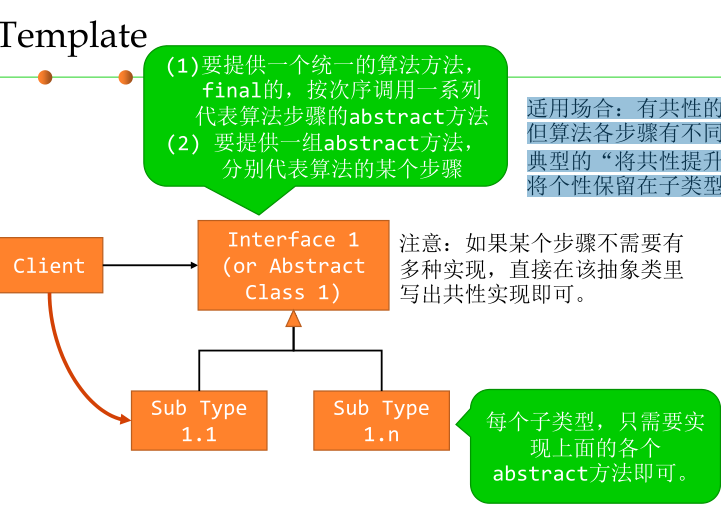 Template
(1)要提供一个统一的算法方法，
final的，按次序调用一系列
代表算法步骤的abstract方法
(2) 要提供一组abstract方法，
分别代表算法的某个步骤
适用场合：有共性的
但算法各步骤有不同
典型的“将共性提升
将个性保留在子类型
Client
Interface 1
(or Abstract
Class 1)
注意：如果某个步骤不需要有
多种实现，直接在该抽象类里
写出共性实现即可。
Sub Type
1.1
Sub Type
1.n
每个子类型，只需要实
现上面的各个
abstract方法即可。